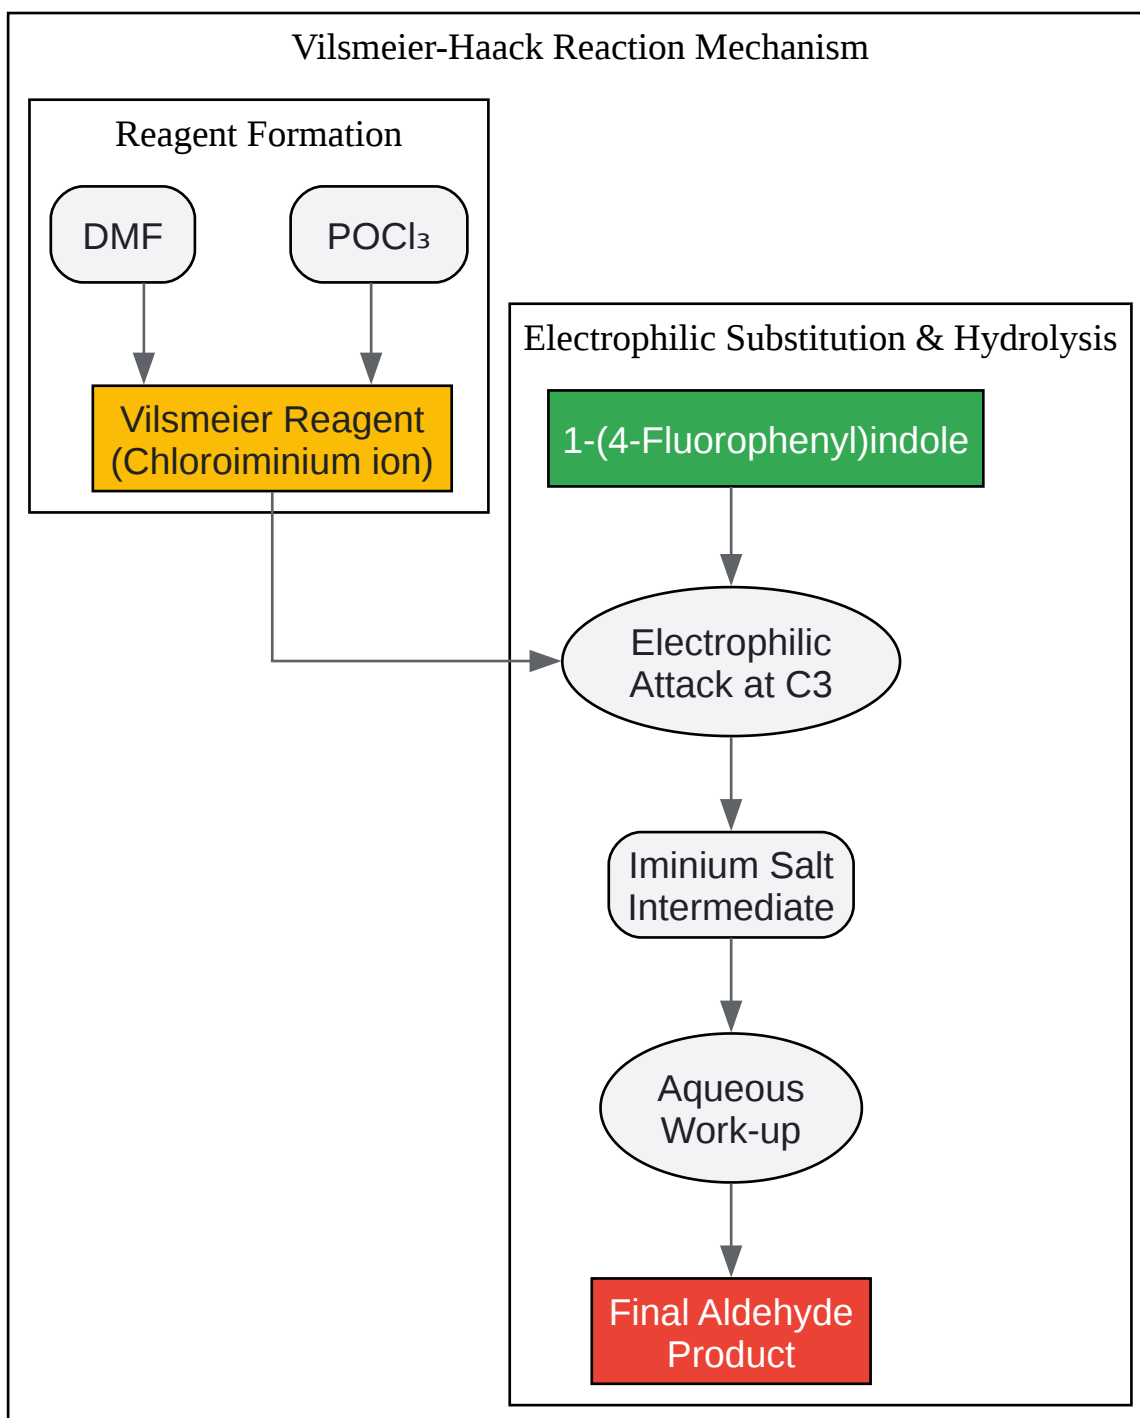 Vilsmeier-Haack Reaction Mechanism
Reagent Formation
DMF
POCl₃
Vilsmeier Reagent
(Chloroiminium ion)
Electrophilic Substitution & Hydrolysis
1-(4-Fluorophenyl)indole
Electrophilic
Attack at C3
Iminium Salt
Intermediate
Aqueous
Work-up
Final Aldehyde
Product